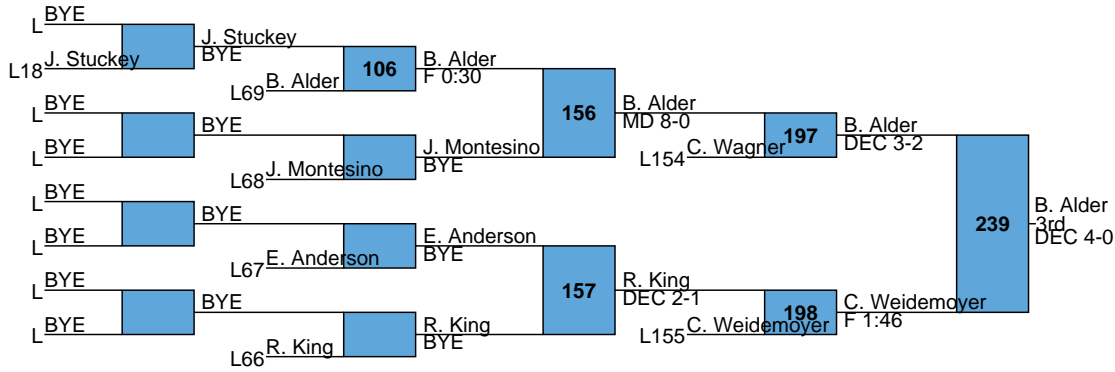 L BYE
L18 J. Stuckey
J. Stuckey
BYE
106
L69 B. Alder
B. Alder
F 0:30
L BYE
L BYE
BYE
L68 J. Montesino
J. Montesino
BYE
156
B. Alder
MD 8-0
L154 C. Wagner
197
B. Alder
DEC 3-2
L BYE
L BYE
BYE
L67 E. Anderson
E. Anderson
BYE
L BYE
L BYE
BYE
L66 R. King
R. King
BYE
157
R. King
DEC 2-1
L155 C. Weidemoyer
198
C. Weidemoyer
F 1:46
239
B. Alder
3rd
DEC 4-0